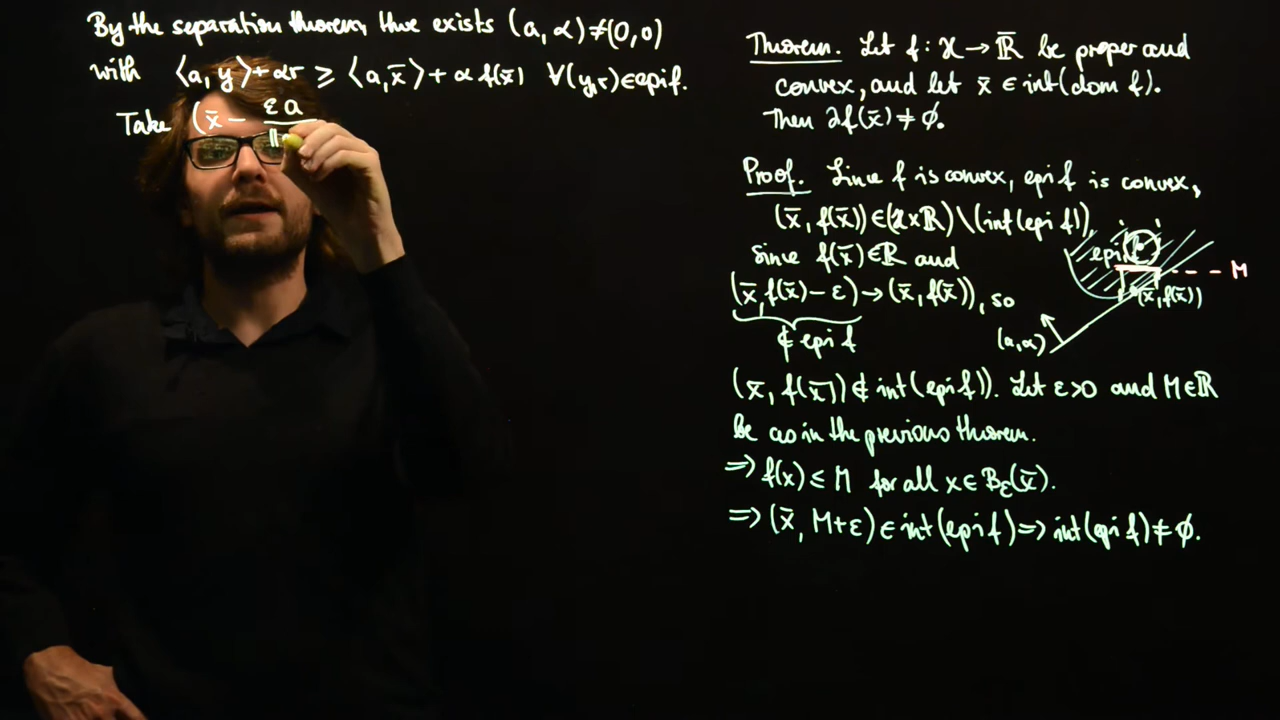 By the separation theorem, there exists (a, α) ≠ (0,0)
with ⟨a, y⟩ + αr ≥ ⟨a, x̄⟩ + α f(x̄) ∀(y,r) ∈ epi f.
Take (x̄ − εa
Theorem. Let f : X → R̄ be proper and
convex, and let x̄ ∈ int(dom f).
Then ∂f(x̄) ≠ ∅.
Proof. Since f is convex, epi f is convex,
(x̄, f(x̄)) ∈ (X×ℝ) \ (int(epi f)),
since f(x̄) ∈ ℝ and
(x̄, f(x̄) − ε) → (x̄, f(x̄)), so
∉ epi f
epi f
M
(x̄, f(x̄))
(a, α)
(x̄, f(x̄)) ∉ int(epi f)). Let ε > 0 and M ∈ ℝ
be as in the previous theorem.
⇒ f(x) ≤ M for all x ∈ Bε(x̄).
⇒ (x̄, M+ε) ∈ int(epi f) ⇒ int(epi f) ≠ ∅.